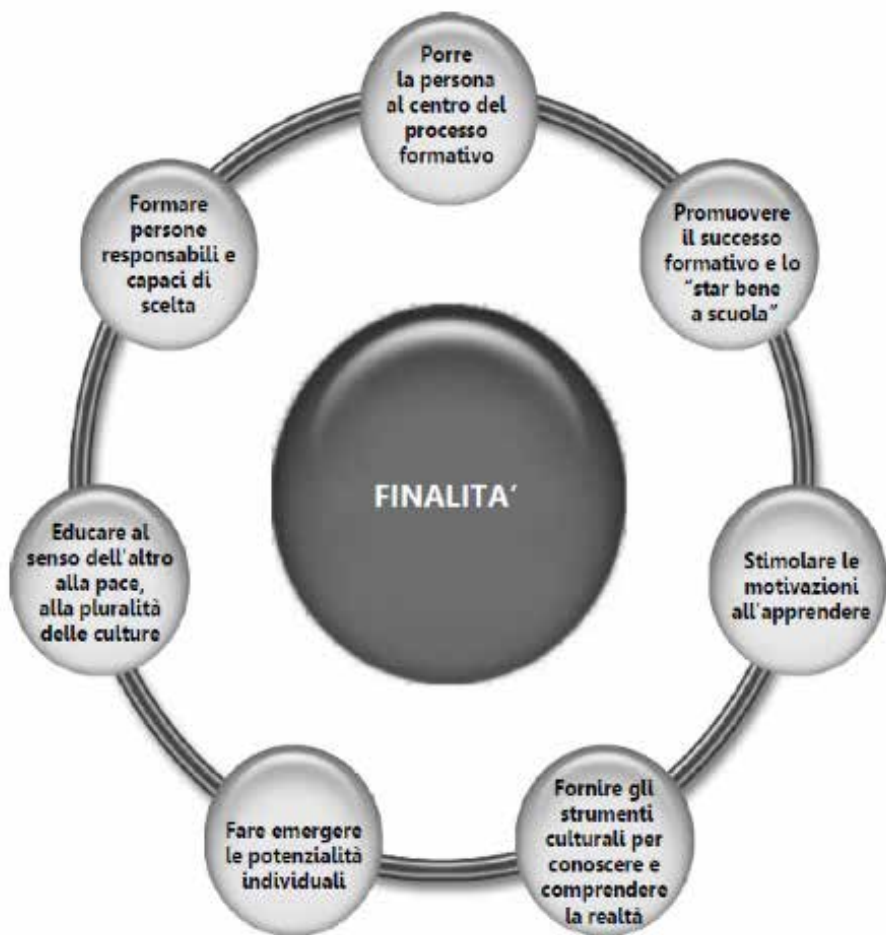 Porre
la persona
al centro del
processo
formativo
Promuovere
il successo
formativo e lo
"star bene
a scuola"
Stimolare le
motivazioni
all'apprendere
Fornire gli
strumenti
culturali per
conoscere e
comprendere
la realtà
Fare emergere
le potenzialità
individuali
Educare al
senso dell'altro
alla pace,
alla pluralità
delle culture
Formare
persone
responsabili e
capaci di
scelta
FINALITA'